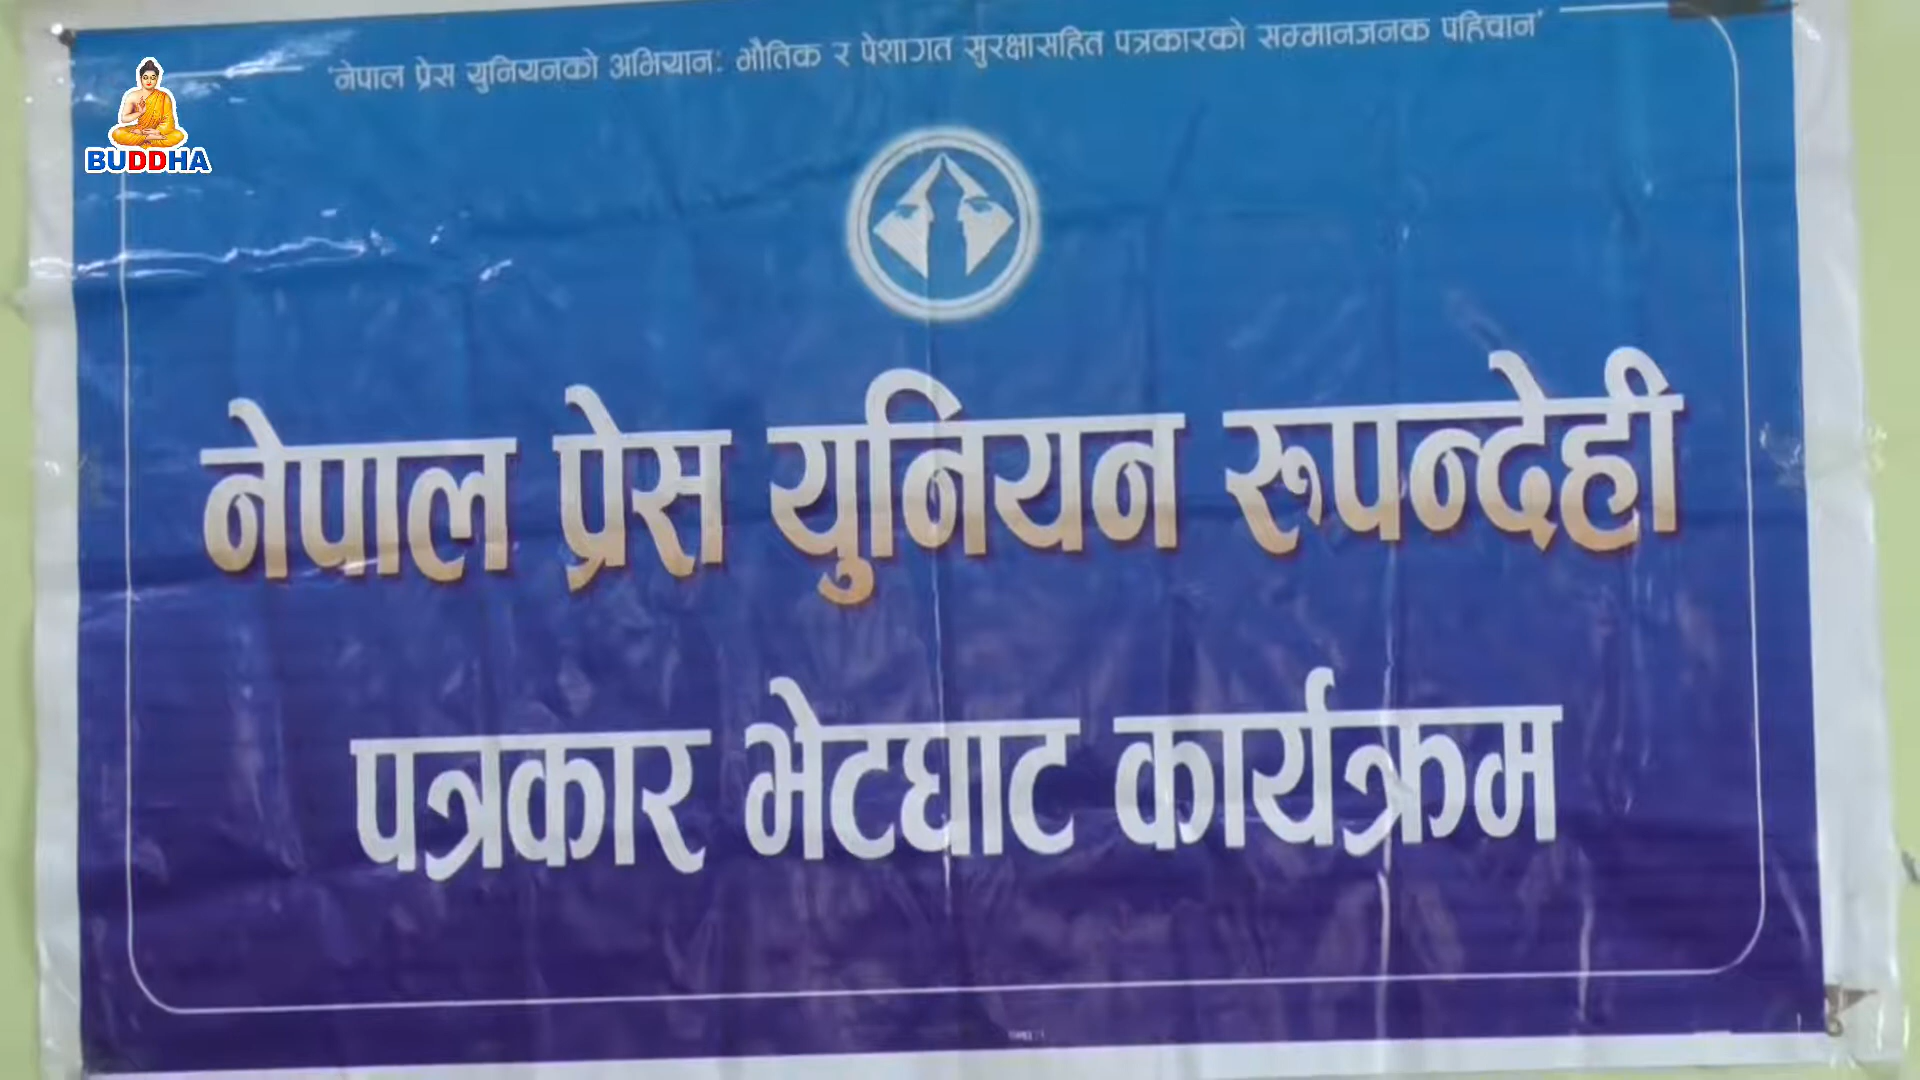 'नेपाल प्रेस युनियनको अभियान: भौतिक र पेशागत सुरक्षासहित पत्रकारको सम्मानजनक पहिचान'
BUDDHA
नेपाल प्रेस युनियन रूपन्देही
पत्रकार भेटघाट कार्यक्रम